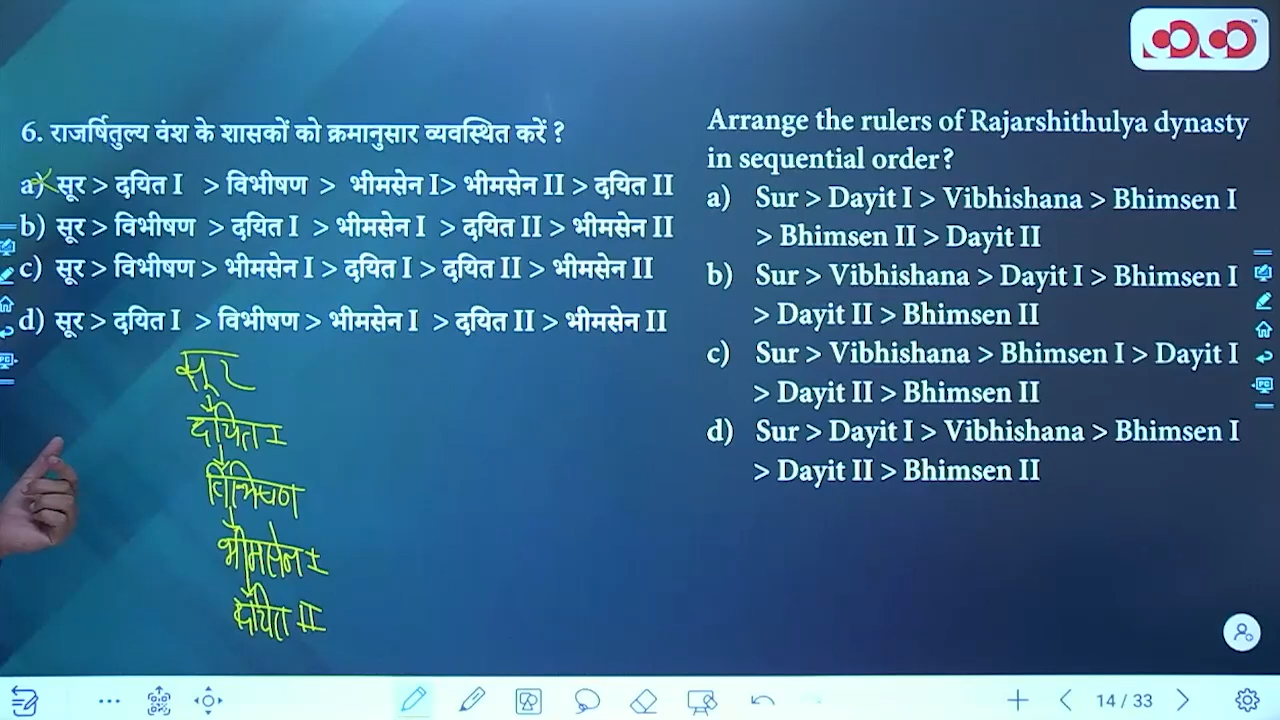 6. राजर्षितुल्य वंश के शासकों को क्रमानुसार व्यवस्थित करें ?
a) सूर > दयित I > विभीषण > भीमसेन I> भीमसेन II > दयित II
b) सूर > विभीषण > दयित I > भीमसेन I > दयित II > भीमसेन II
c) सूर > विभीषण > भीमसेन I > दयित I > दयित II > भीमसेन II
d) सूर > दयित I > विभीषण > भीमसेन I > दयित II > भीमसेन II
सूर
दयित I
विभिषण
भीमसेन I
दयित II
Arrange the rulers of Rajarshithulya dynasty
in sequential order?
a) Sur > Dayit I > Vibhishana > Bhimsen I
> Bhimsen II > Dayit II
b) Sur > Vibhishana > Dayit I > Bhimsen I
> Dayit II > Bhimsen II
c) Sur > Vibhishana > Bhimsen I > Dayit I
> Dayit II > Bhimsen II
d) Sur > Dayit I > Vibhishana > Bhimsen I
> Dayit II > Bhimsen II
14 / 33